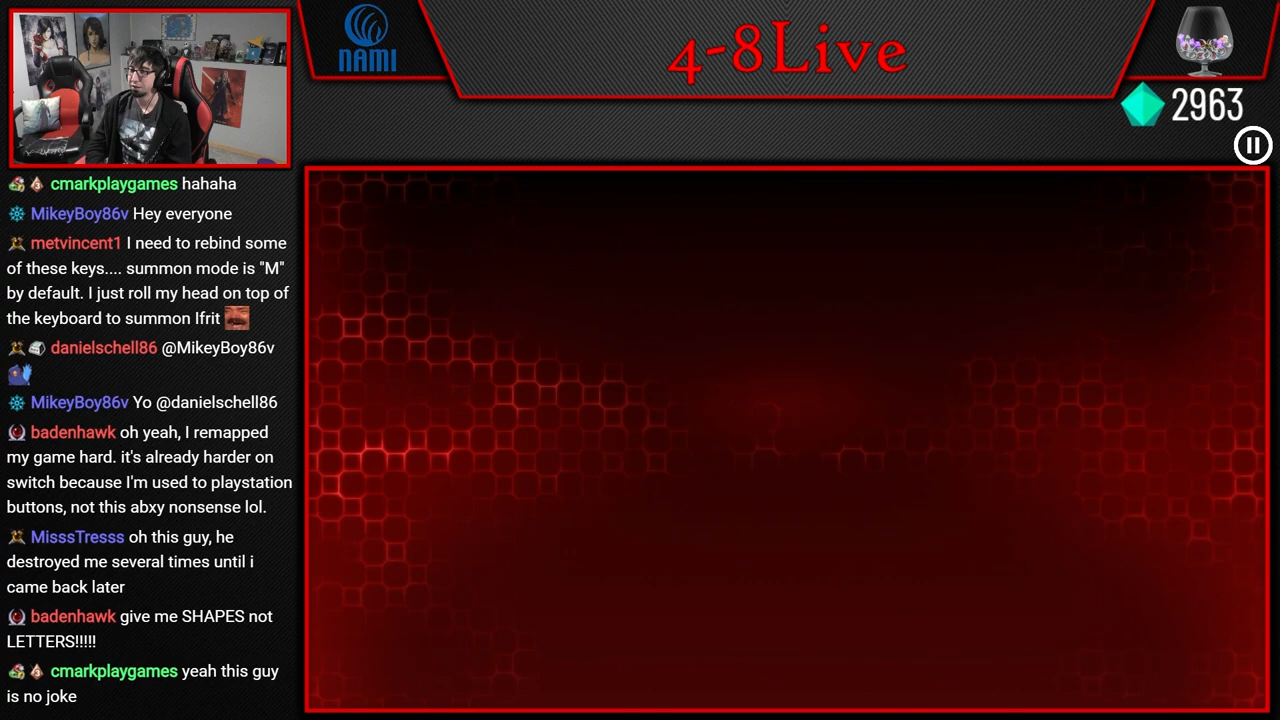 NAMI
4-8Live
2963
cmarkplaygames hahaha
MikeyBoy86v Hey everyone
metvincent1 I need to rebind some
of these keys.... summon mode is "M"
by default. I just roll my head on top of
the keyboard to summon Ifrit
danielschell86 @MikeyBoy86v
MikeyBoy86v Yo @danielschell86
badenhawk oh yeah, I remapped
my game hard. it's already harder on
switch because I'm used to playstation
buttons, not this abxy nonsense lol.
MisssTresss oh this guy, he
destroyed me several times until i
came back later
badenhawk give me SHAPES not
LETTERS!!!!!
cmarkplaygames yeah this guy
is no joke